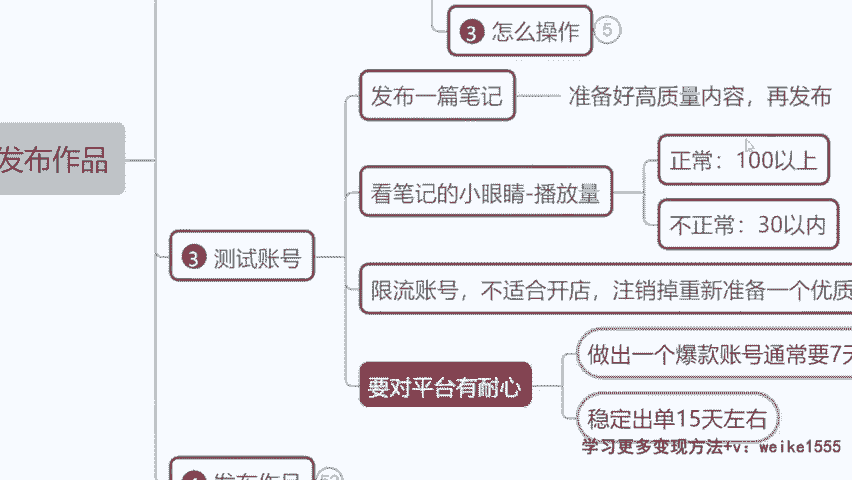 3 怎么操作 5
发布一篇笔记
准备好高质量内容，再发布
发布作品
正常：100以上
看笔记的小眼睛-播放量
不正常：30以内
3 测试账号
限流账号，不适合开店，注销掉重新准备一个优质
做出一个爆款账号通常要7天
要对平台有耐心
稳定出单15天左右
学习更多变现方法+v：weike1555
发布作品